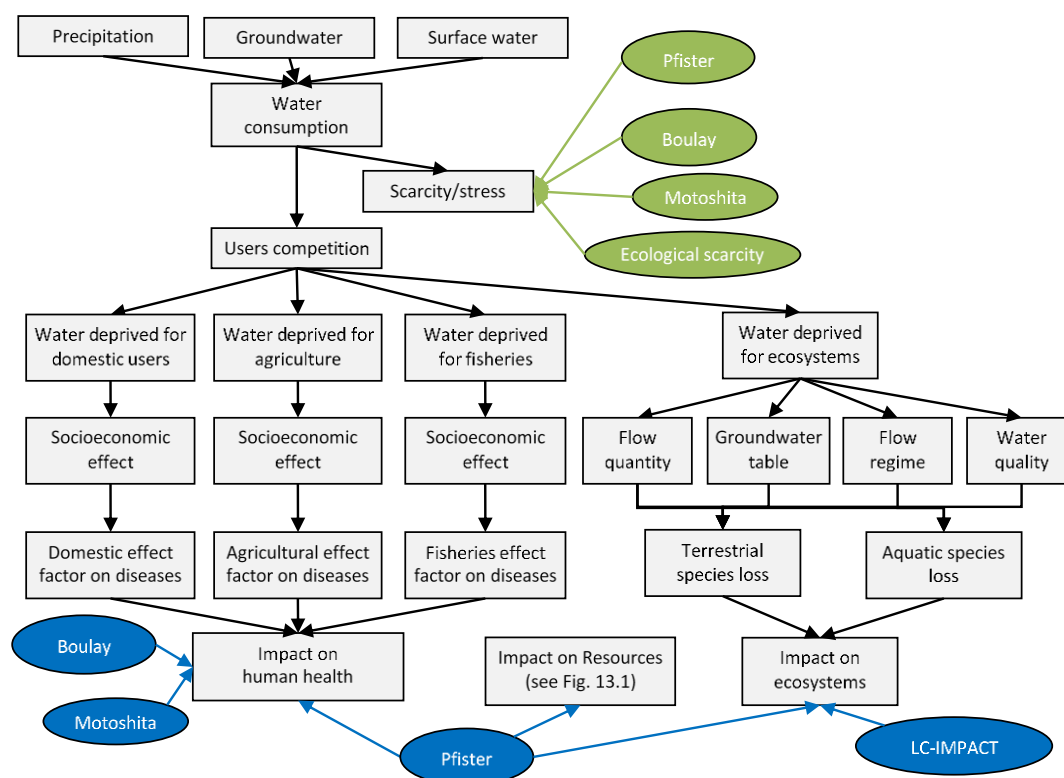 Precipitation
Groundwater
Surface water
Pfister
Water
consumption
Boulay
Scarcity/stress
Motoshita
Users competition
Ecological scarcity
Water deprived for
domestic users
Water deprived for
agriculture
Water deprived
for fisheries
Water deprived
for ecosystems
Socioeconomic
effect
Socioeconomic
effect
Socioeconomic
effect
Flow
quantity
Groundwater
table
Flow
regime
Water
quality
Domestic effect
factor on diseases
Agricultural effect
factor on diseases
Fisheries effect
factor on diseases
Terrestrial
species loss
Aquatic species
loss
Boulay
Impact on
human health
Impact on Resources
(see Fig. 13.1)
Impact on
ecosystems
Motoshita
Pfister
LC-IMPACT